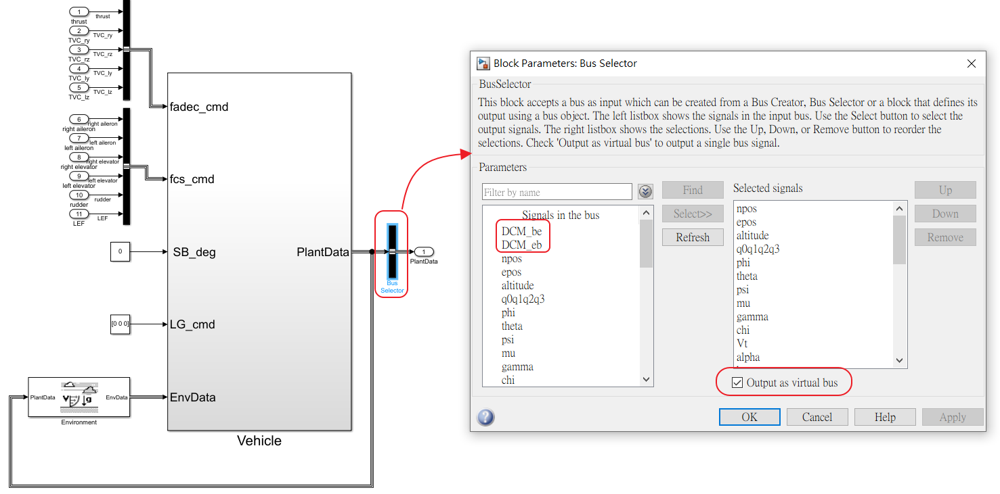 1
thrust
thrust
2
TVC_ry
TVC_ry
3
TVC_rz
TVC_rz
4
TVC_ly
TVC_ly
5
TVC_lz
TVC_lz
6
right aileron
right aileron
7
left aileron
left aileron
8
right elevator
right elevator
9
left elevator
left elevator
10
rudder
rudder
11
LEF
LEF
fadec_cmd
fcs_cmd
0
SB_deg
PlantData
[0 0 0]
LG_cmd
PlantData
EnvData
V
g
Environment
EnvData
Vehicle
Bus
Selector
1
PlantData
Block Parameters: Bus Selector
BusSelector
This block accepts a bus as input which can be created from a Bus Creator, Bus Selector or a block that defines its
output using a bus object. The left listbox shows the signals in the input bus. Use the Select button to select the
output signals. The right listbox shows the selections. Use the Up, Down, or Remove button to reorder the
selections. Check 'Output as virtual bus' to output a single bus signal.
Parameters
Filter by name
Signals in the bus
DCM_be
DCM_eb
npos
epos
altitude
q0q1q2q3
phi
theta
psi
mu
gamma
chi
Find
Select>>
Refresh
Selected signals
npos
epos
altitude
q0q1q2q3
phi
theta
psi
mu
gamma
chi
Vt
alpha
Up
Down
Remove
Output as virtual bus
?
OK
Cancel
Help
Apply